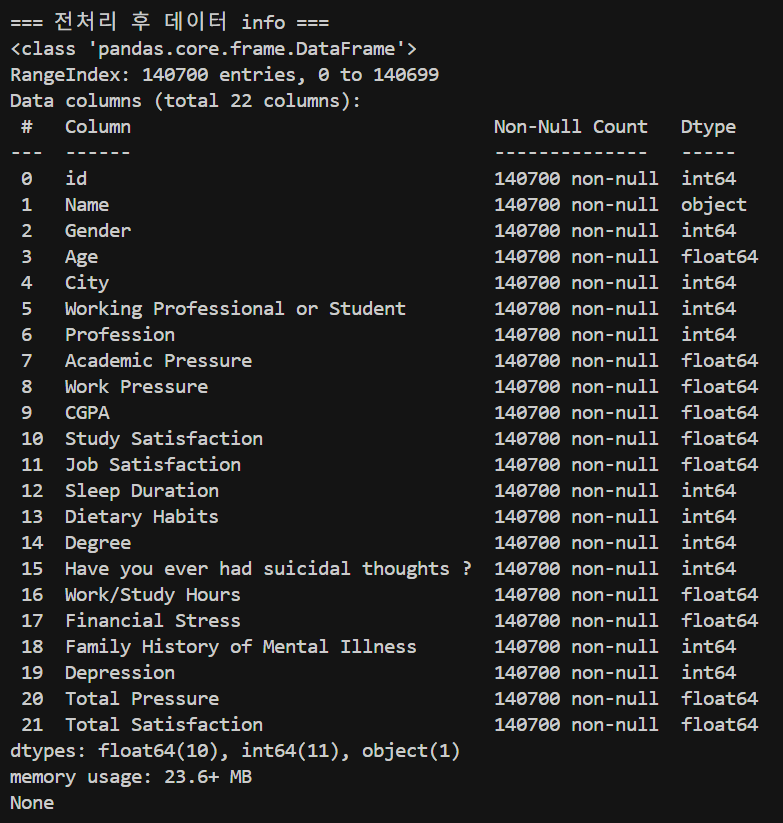 === 전처리 후 데이터 info ===
<class 'pandas.core.frame.DataFrame'>
RangeIndex: 140700 entries, 0 to 140699
Data columns (total 22 columns):
 #   Column                                 Non-Null Count   Dtype
---  ------                                 --------------   -----
 0   id                                     140700 non-null  int64
 1   Name                                   140700 non-null  object
 2   Gender                                 140700 non-null  int64
 3   Age                                    140700 non-null  float64
 4   City                                   140700 non-null  int64
 5   Working Professional or Student        140700 non-null  int64
 6   Profession                             140700 non-null  int64
 7   Academic Pressure                      140700 non-null  float64
 8   Work Pressure                          140700 non-null  float64
 9   CGPA                                   140700 non-null  float64
 10  Study Satisfaction                     140700 non-null  float64
 11  Job Satisfaction                       140700 non-null  float64
 12  Sleep Duration                         140700 non-null  int64
 13  Dietary Habits                         140700 non-null  int64
 14  Degree                                 140700 non-null  int64
 15  Have you ever had suicidal thoughts ?  140700 non-null  int64
 16  Work/Study Hours                       140700 non-null  float64
 17  Financial Stress                       140700 non-null  float64
 18  Family History of Mental Illness       140700 non-null  int64
 19  Depression                             140700 non-null  int64
 20  Total Pressure                         140700 non-null  float64
 21  Total Satisfaction                     140700 non-null  float64
dtypes: float64(10), int64(11), object(1)
memory usage: 23.6+ MB
None